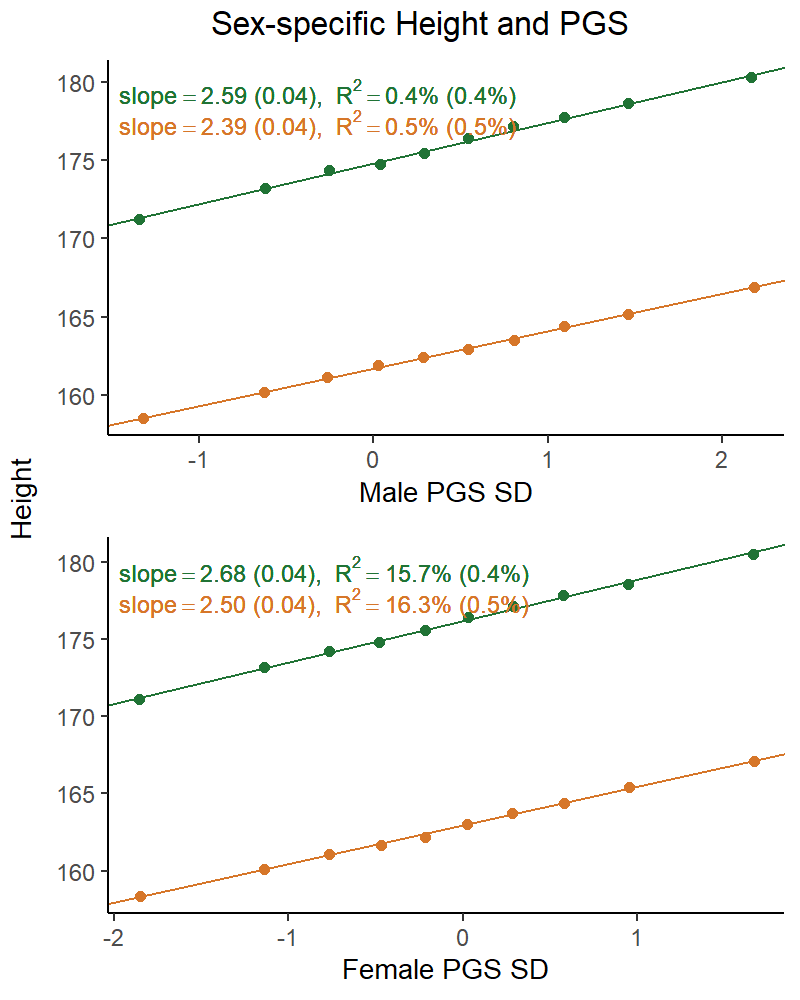 Sex-specific Height and PGS
Height
180
175
170
165
160
slope = 2.59 (0.04), R² = 0.4% (0.4%)
slope = 2.39 (0.04), R² = 0.5% (0.5%)
-1 0 1 2
Male PGS SD
180
175
170
165
160
slope = 2.68 (0.04), R² = 15.7% (0.4%)
slope = 2.50 (0.04), R² = 16.3% (0.5%)
-2 -1 0 1
Female PGS SD